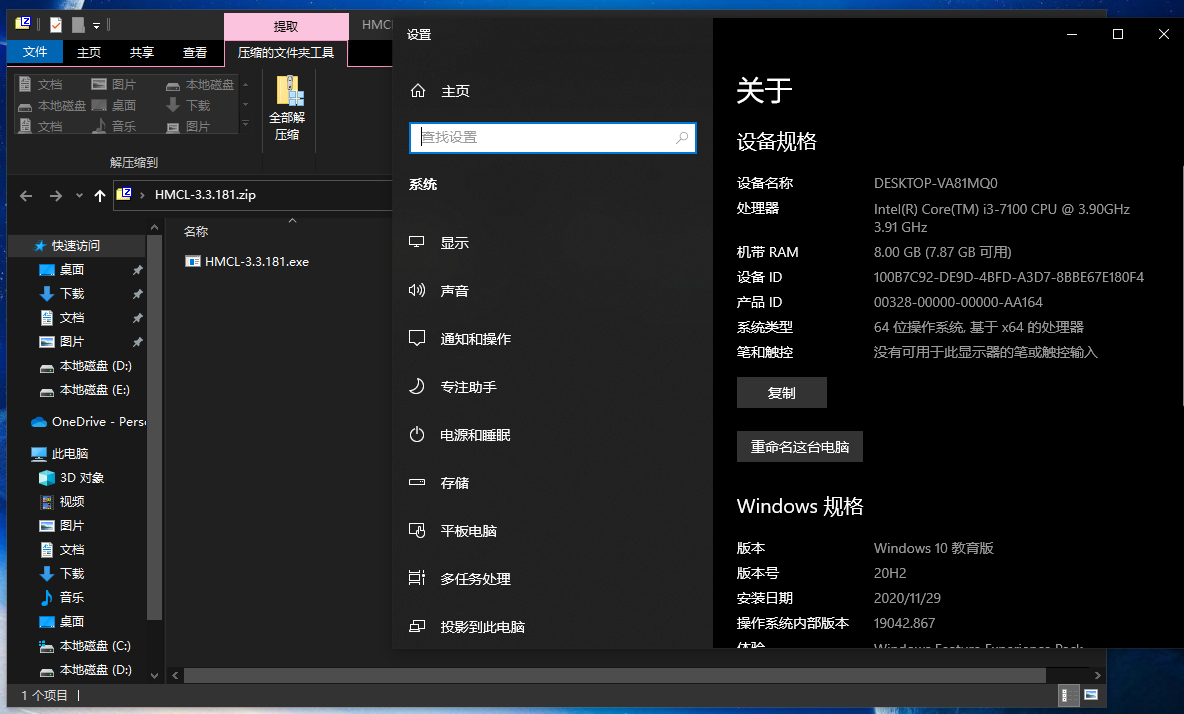 提取
HMCL
文件
主页
共享
查看
压缩的文件夹工具
文档
图片
本地磁盘
本地磁盘
桌面
下载
文档
音乐
图片
全部解
压缩
解压缩到
HMCL-3.3.181.zip
快速访问
桌面
下载
文档
图片
本地磁盘 (D:)
本地磁盘 (E:)
OneDrive - Pers
此电脑
3D 对象
视频
图片
文档
下载
音乐
桌面
本地磁盘 (C:)
本地磁盘 (D:)
名称
HMCL-3.3.181.exe
1 个项目
设置
主页
查找设置
系统
显示
声音
通知和操作
专注助手
电源和睡眠
存储
平板电脑
多任务处理
投影到此电脑
关于
设备规格
设备名称 DESKTOP-VA81MQ0
处理器 Intel(R) Core(TM) i3-7100 CPU @ 3.90GHz
3.91 GHz
机带 RAM 8.00 GB (7.87 GB 可用)
设备 ID 100B7C92-DE9D-4BFD-A3D7-8BBE67E180F4
产品 ID 00328-00000-00000-AA164
系统类型 64 位操作系统, 基于 x64 的处理器
笔和触控 没有可用于此显示器的笔或触控输入
复制
重命名这台电脑
Windows 规格
版本 Windows 10 教育版
版本号 20H2
安装日期 2020/11/29
操作系统内部版本 19042.867
体验 Windows Feature Experience Pack